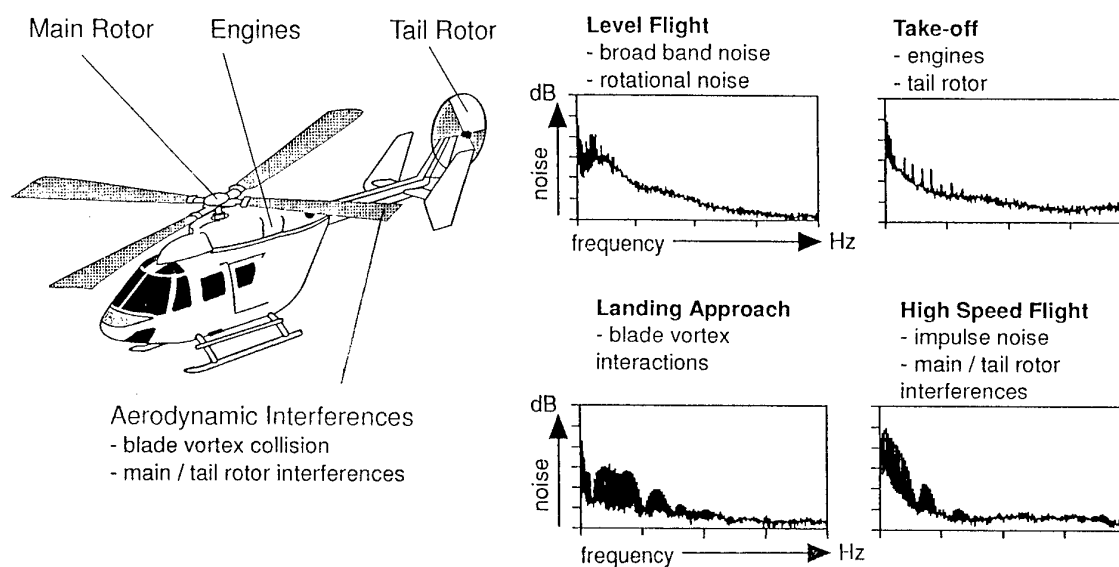 Main Rotor
Engines
Tail Rotor
Aerodynamic Interferences
- blade vortex collision
- main / tail rotor interferences
Level Flight
- broad band noise
- rotational noise
dB
noise
frequency
Hz
Take-off
- engines
- tail rotor
Landing Approach
- blade vortex
interactions
dB
noise
frequency
Hz
High Speed Flight
- impulse noise
- main / tail rotor
interferences